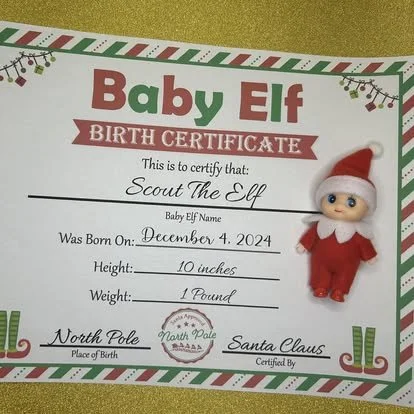 Baby Elf
BIRTH CERTIFICATE
This is to certify that:
Scout The Elf
Baby Elf Name
Was Born On: December 4, 2024
Height: 10 inches
Weight: 1 Pound
Santa Approved
North Pole
North Pole
Place of Birth
Santa Claus
Certified By